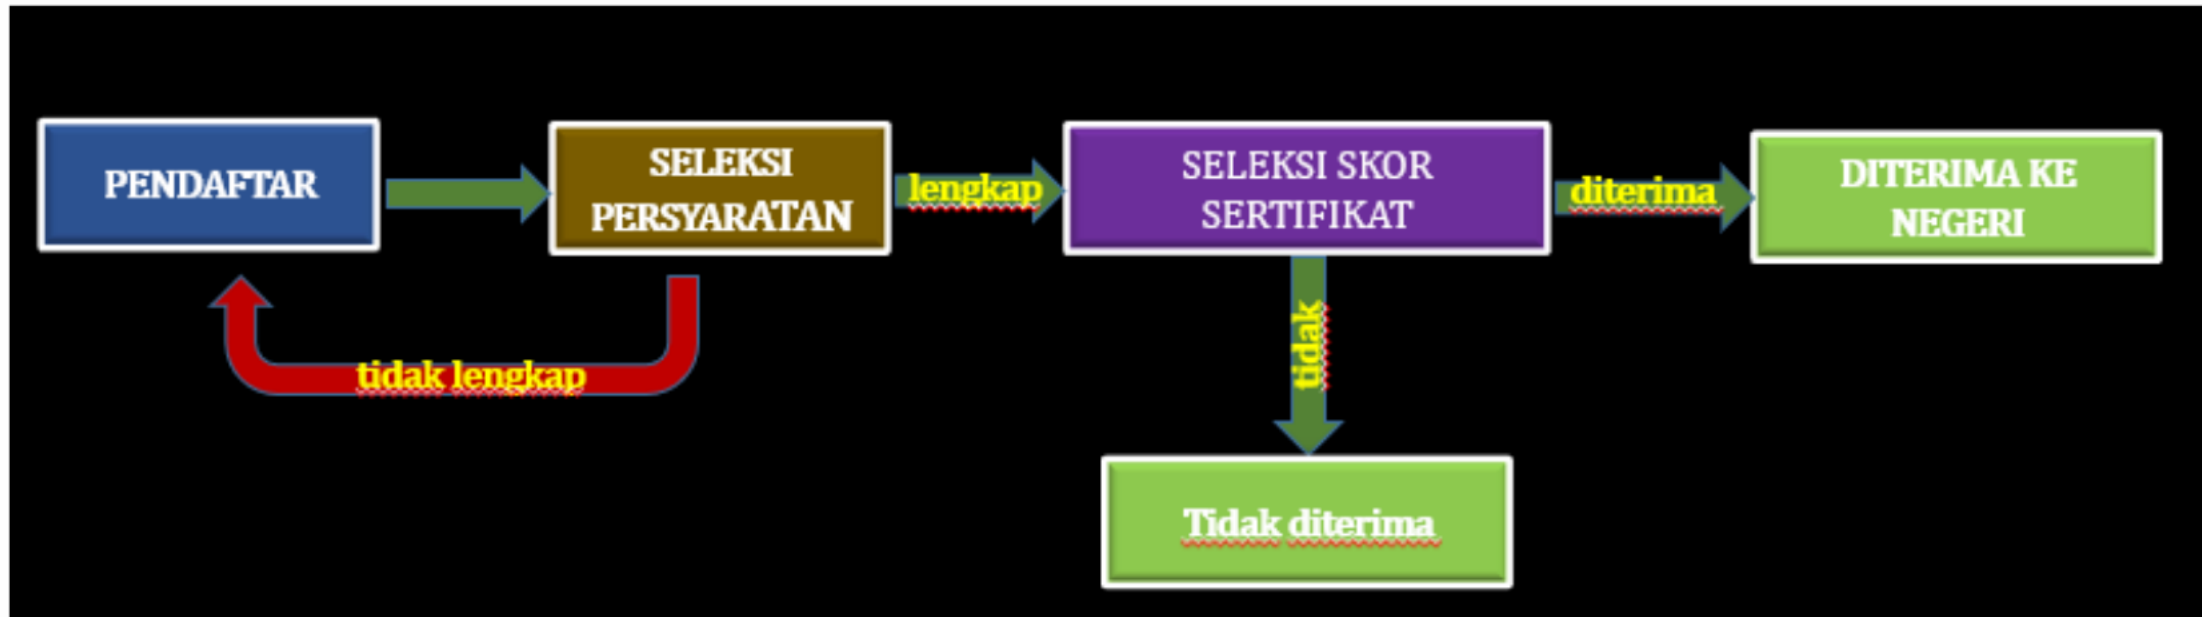 PENDAFTAR
SELEKSI
PERSYARATAN
lengkap
SELEKSI SKOR
SERTIFIKAT
diterima
DITERIMA KE
NEGERI
tidak lengkap
tidak
Tidak diterima